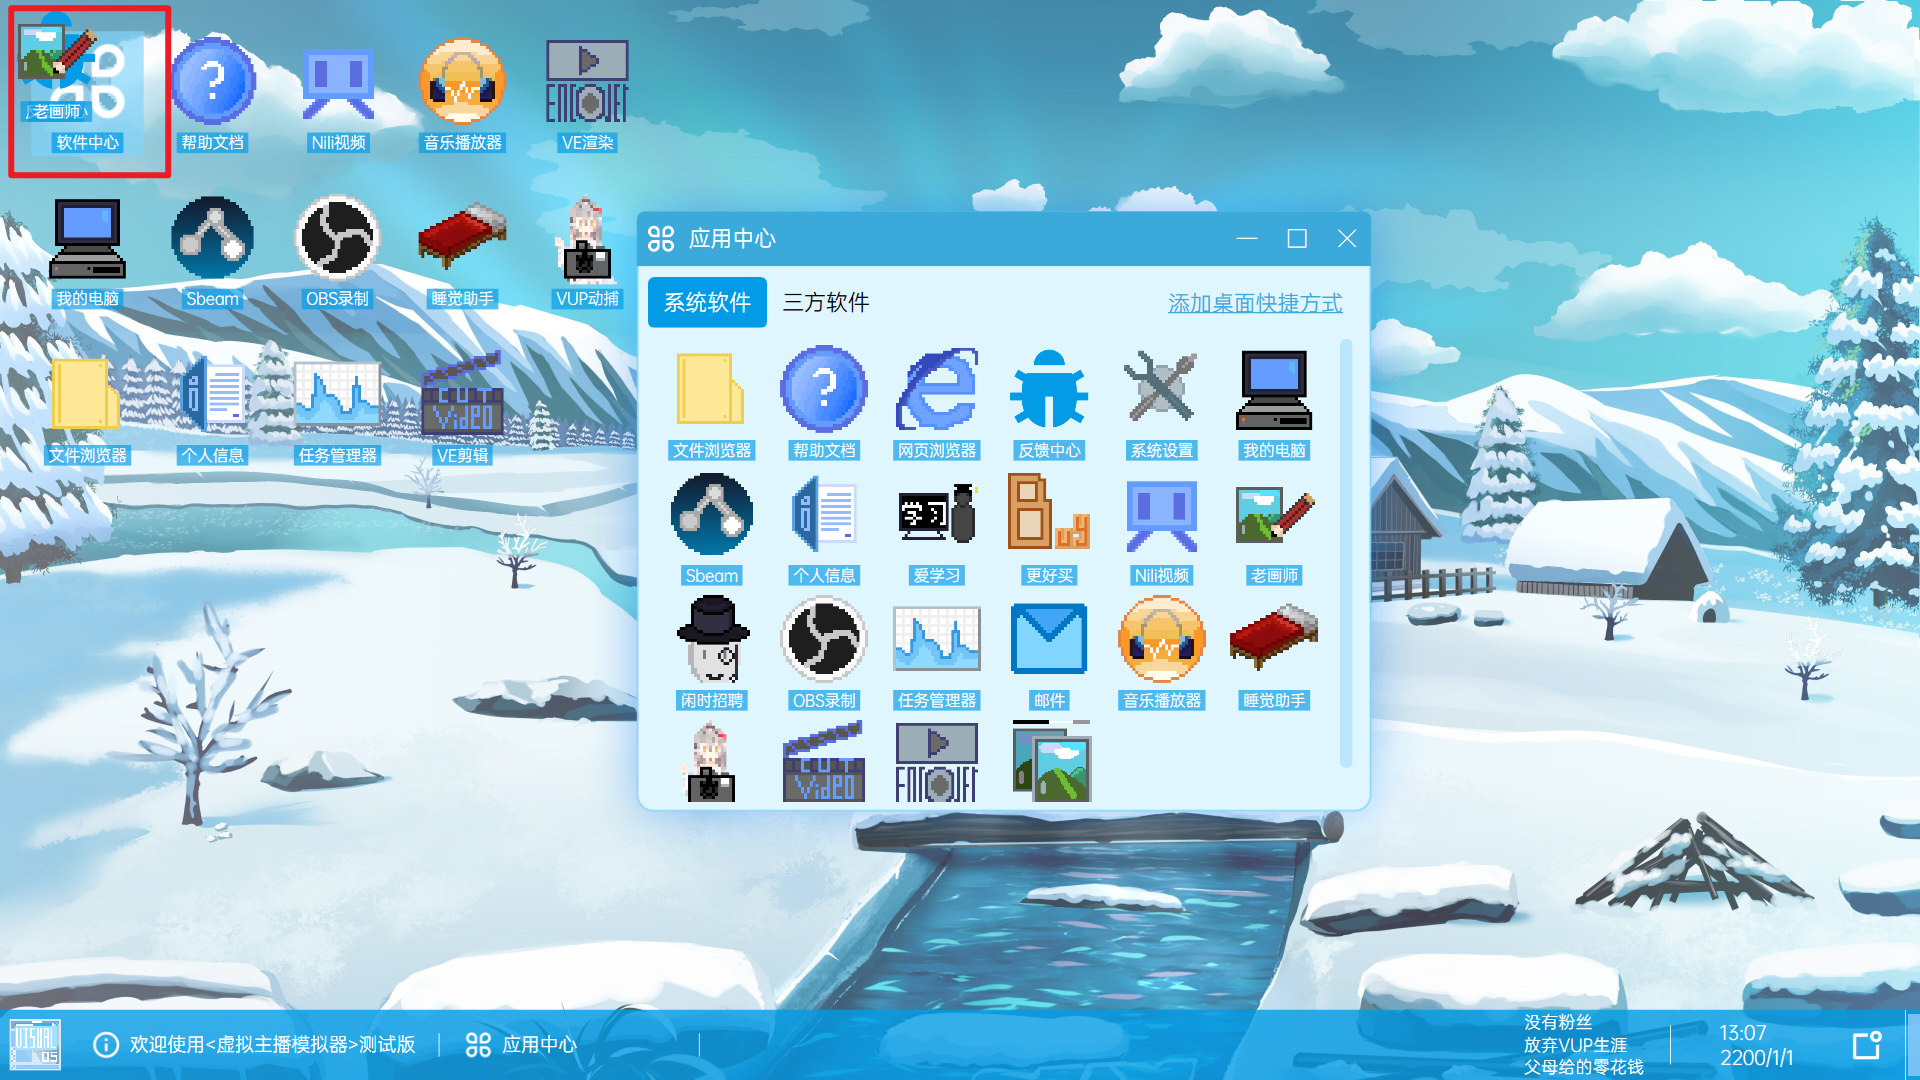 老画师
软件中心
帮助文档
Nili视频
音乐播放器
VE渲染
我的电脑
Sbeam
OBS录制
睡觉助手
VUP动捕
文件浏览器
个人信息
任务管理器
CUT
Video
VE剪辑
应用中心
系统软件
三方软件
添加桌面快捷方式
文件浏览器
帮助文档
网页浏览器
反馈中心
系统设置
我的电脑
Sbeam
个人信息
爱学习
更好买
Nili视频
老画师
闲时招聘
OBS录制
任务管理器
邮件
音乐播放器
睡觉助手
CUT
Video
欢迎使用<虚拟主播模拟器>测试版
应用中心
没有粉丝
放弃VUP生涯
父母给的零花钱
13:07
2200/1/1